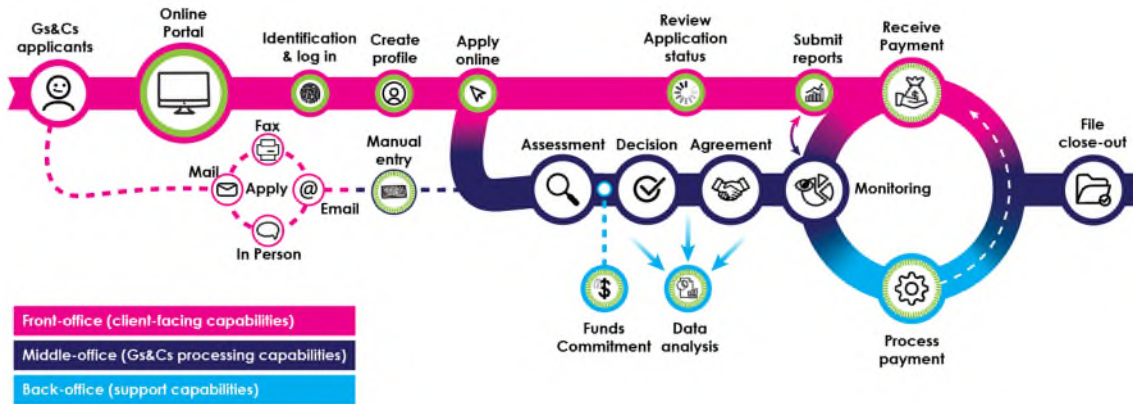 Gs&Cs
applicants
Online
Portal
Identification
& log in
Create
profile
Apply
online
Review
Application
status
Submit
reports
Receive
Payment
Fax
Mail
Apply
@
Email
In Person
Manual
entry
Assessment
Decision
Agreement
Monitoring
File
close-out
$
$
Funds
Commitment
Data
analysis
Process
payment
Front-office (client-facing capabilities)
Middle-office (Gs&Cs processing capabilities)
Back-office (support capabilities)